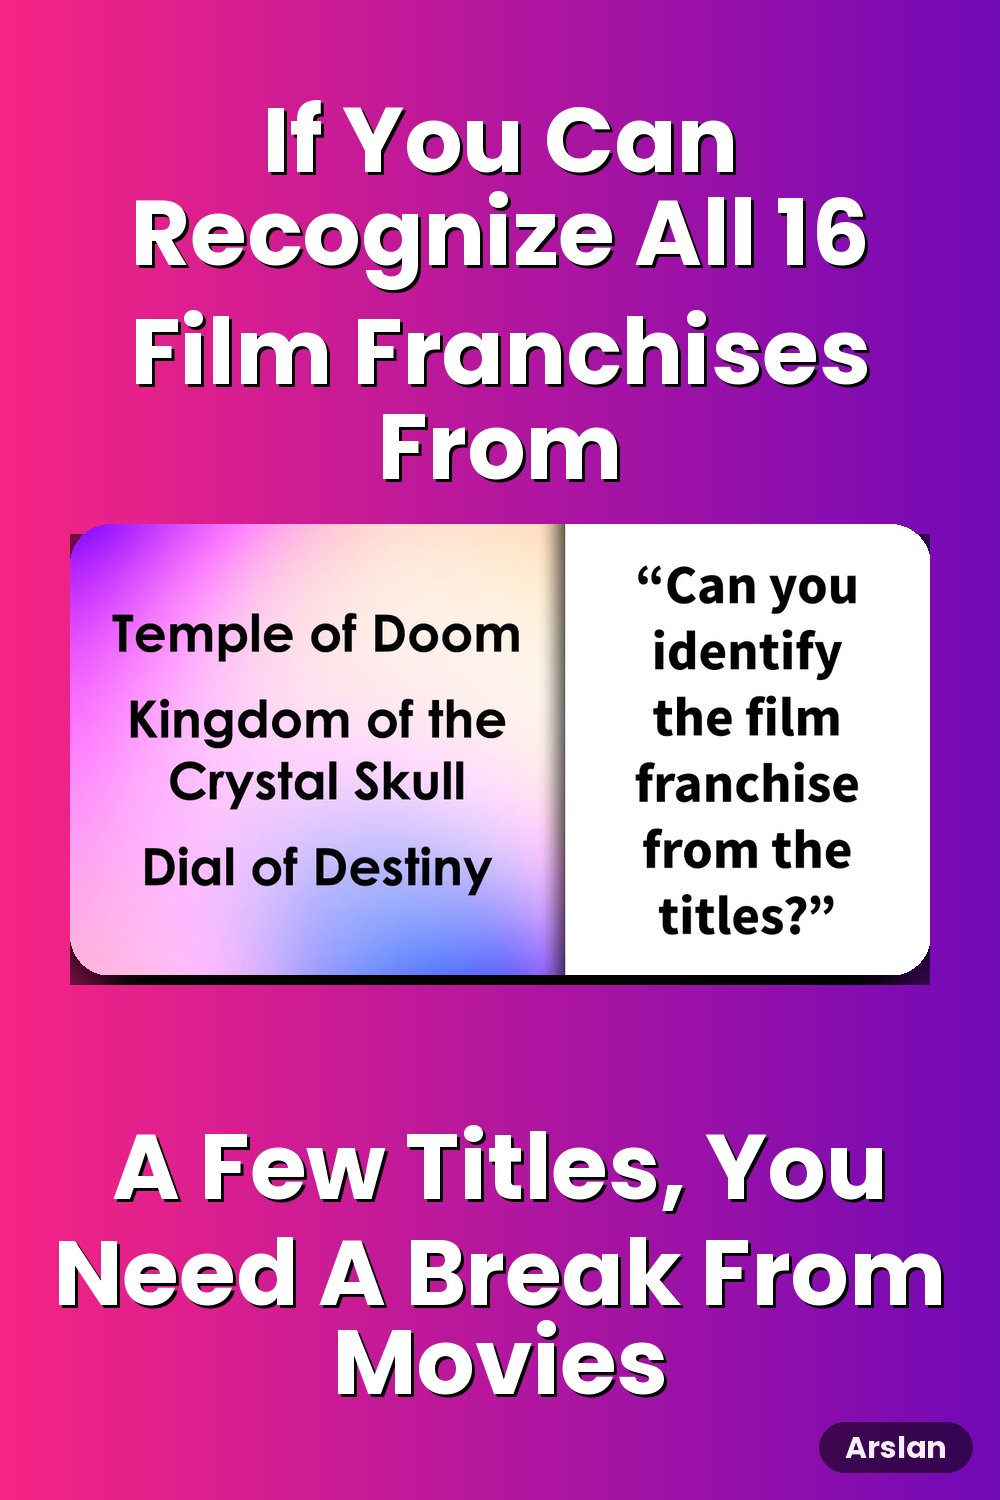 If You Can
Recognize All 16
Film Franchises
From
Temple of Doom
Kingdom of the
Crystal Skull
Dial of Destiny
“Can you
identify
the film
franchise
from the
titles?”
A Few Titles, You
Need A Break From
Movies
Arslan